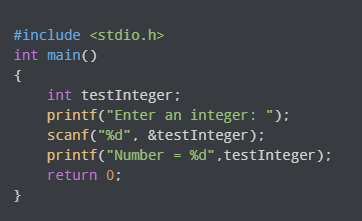 #include <stdio.h>
int main()
{
    int testInteger;
    printf("Enter an integer: ");
    scanf("%d", &testInteger);
    printf("Number = %d",testInteger);
    return 0;
}